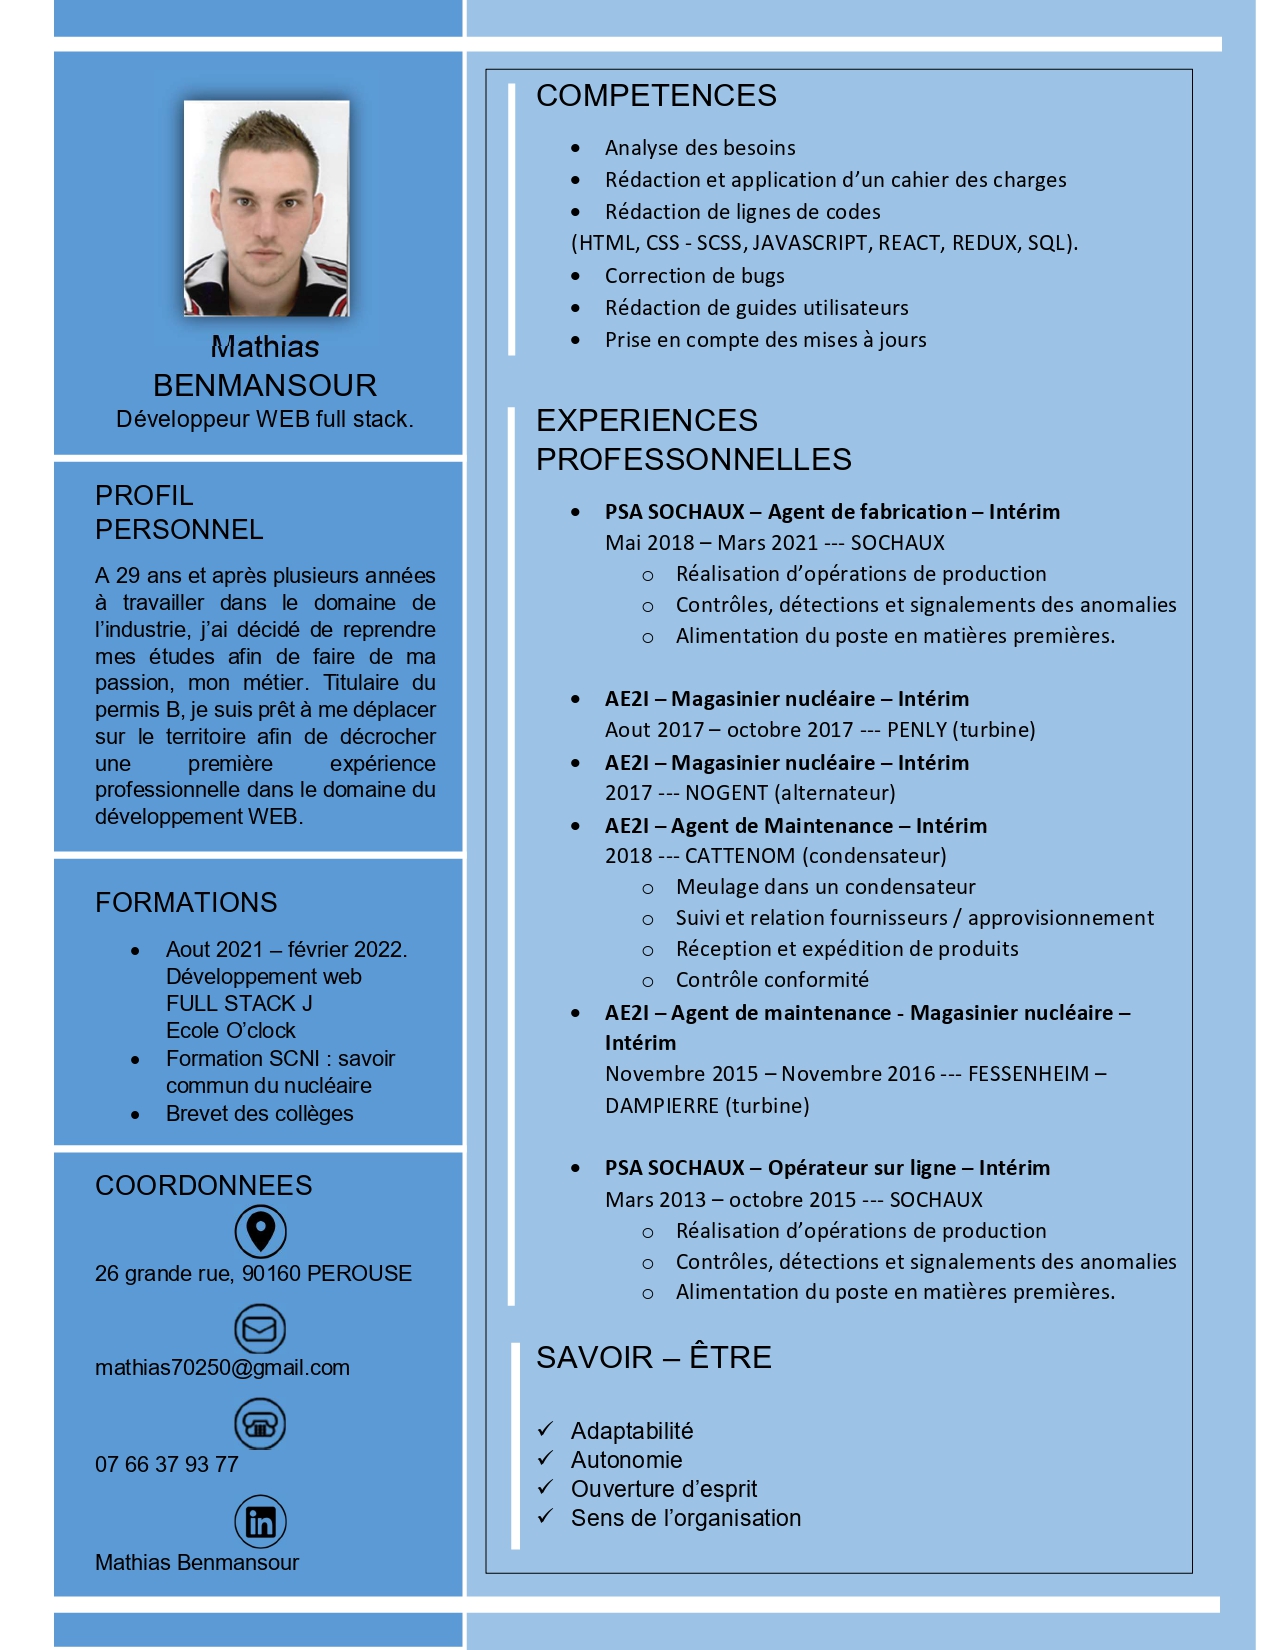 Mathias
BENMANSOUR
Développeur WEB full stack.
PROFIL
PERSONNEL
A 29 ans et après plusieurs années
à travailler dans le domaine de
l’industrie, j’ai décidé de reprendre
mes études afin de faire de ma
passion, mon métier. Titulaire du
permis B, je suis prêt à me déplacer
sur le territoire afin de décrocher
une première expérience
professionnelle dans le domaine du
développement WEB.
FORMATIONS
• Aout 2021 – février 2022.
Développement web
FULL STACK J
Ecole O’clock
• Formation SCNI : savoir
commun du nucléaire
• Brevet des collèges
COORDONNEES
26 grande rue, 90160 PEROUSE
mathias70250@gmail.com
07 66 37 93 77
in
Mathias Benmansour
COMPETENCES
• Analyse des besoins
• Rédaction et application d’un cahier des charges
• Rédaction de lignes de codes
(HTML, CSS - SCSS, JAVASCRIPT, REACT, REDUX, SQL).
• Correction de bugs
• Rédaction de guides utilisateurs
• Prise en compte des mises à jours
EXPERIENCES
PROFESSIONNELLES
• PSA SOCHAUX – Agent de fabrication – Intérim
Mai 2018 – Mars 2021 --- SOCHAUX
o Réalisation d’opérations de production
o Contrôles, détections et signalements des anomalies
o Alimentation du poste en matières premières.
• AE2I – Magasinier nucléaire – Intérim
Aout 2017 – octobre 2017 --- PENLY (turbine)
• AE2I – Magasinier nucléaire – Intérim
2017 --- NOGENT (alternateur)
• AE2I – Agent de Maintenance – Intérim
2018 --- CATTENOM (condensateur)
o Meulage dans un condensateur
o Suivi et relation fournisseurs / approvisionnement
o Réception et expédition de produits
o Contrôle conformité
• AE2I – Agent de maintenance - Magasinier nucléaire –
Intérim
Novembre 2015 – Novembre 2016 --- FESSENHEIM –
DAMPIERRE (turbine)
• PSA SOCHAUX – Opérateur sur ligne – Intérim
Mars 2013 – octobre 2015 --- SOCHAUX
o Réalisation d’opérations de production
o Contrôles, détections et signalements des anomalies
o Alimentation du poste en matières premières.
SAVOIR – ÊTRE
✓ Adaptabilité
✓ Autonomie
✓ Ouverture d’esprit
✓ Sens de l’organisation